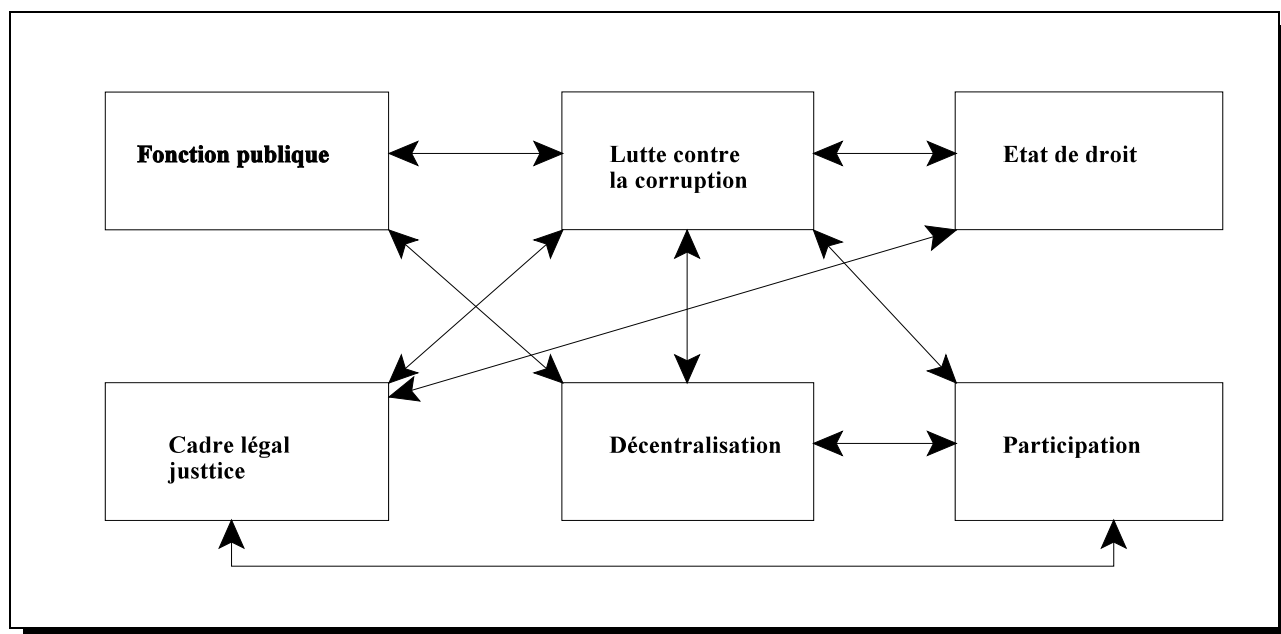 Fonction publique
Lutte contre
la corruption
Etat de droit
Cadre légal
justtice
Décentralisation
Participation